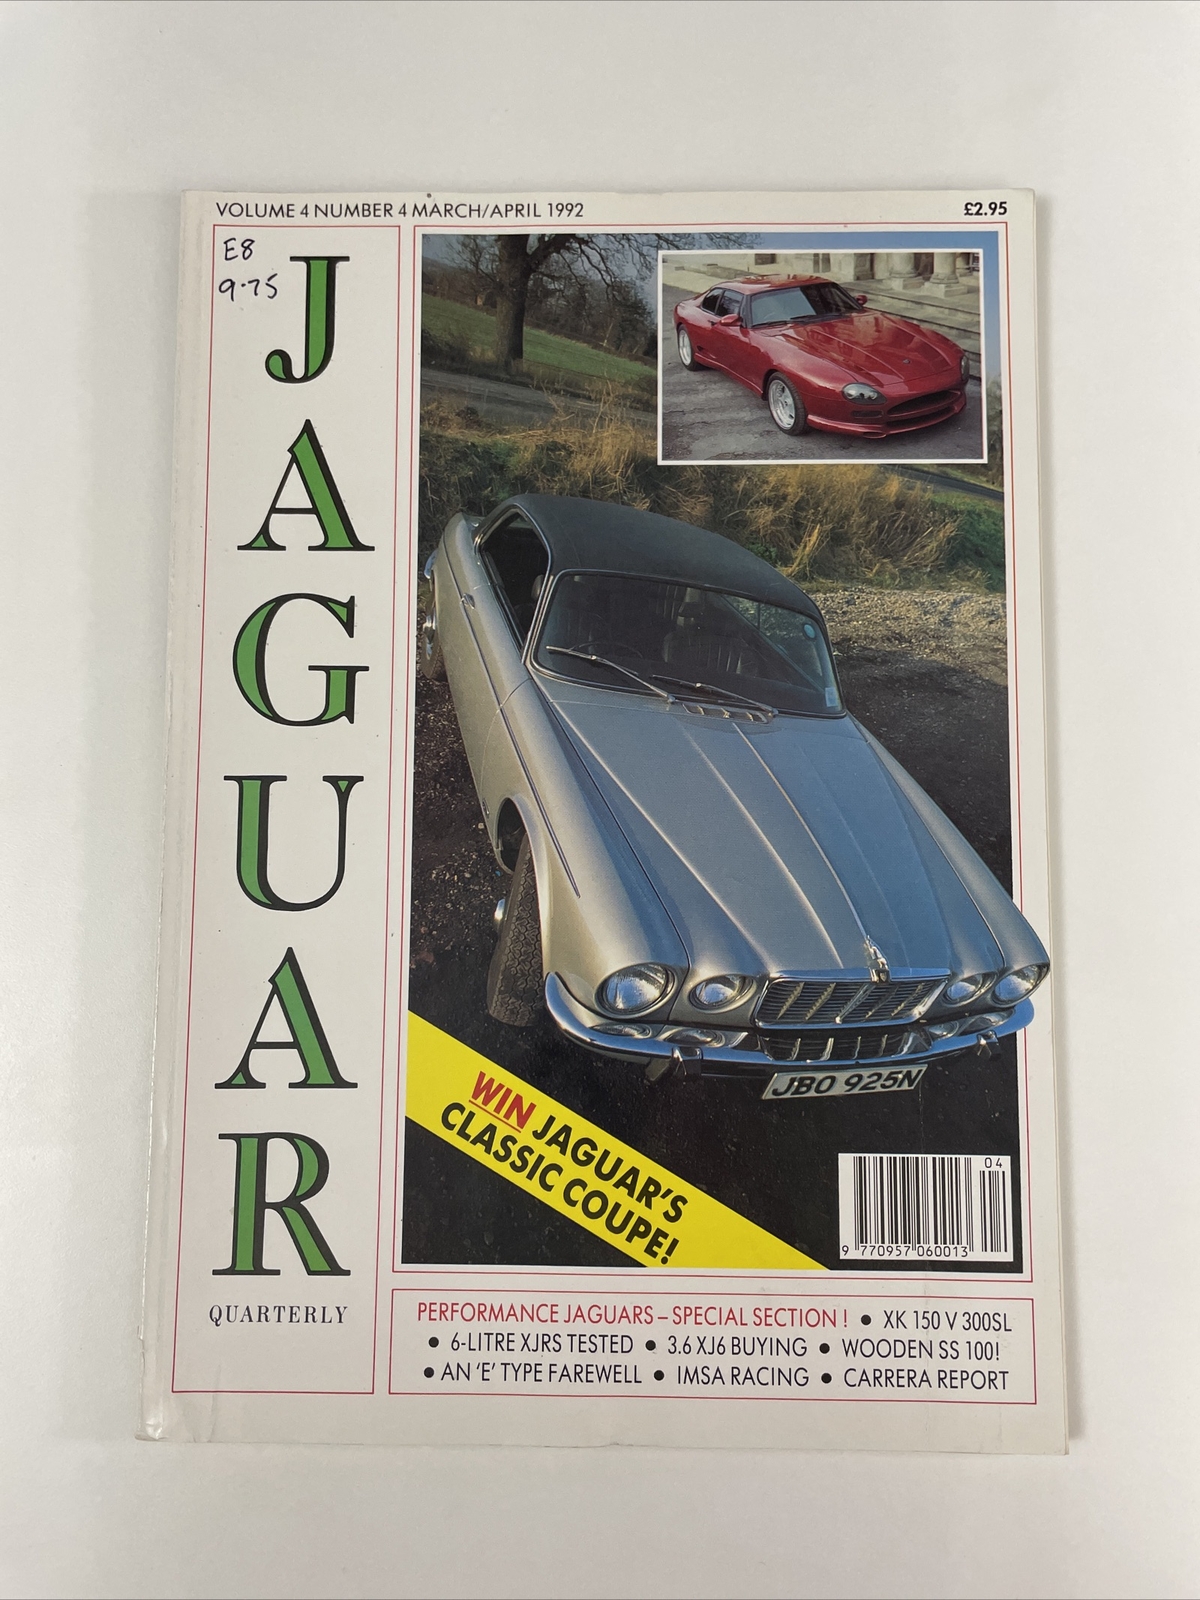 VOLUME 4 NUMBER 4 MARCH/APRIL 1992
£2.95
E8
9.75
JAGUAR
QUARTERLY
JBO 925N
WIN JAGUAR'S
CLASSIC COUPE!
04
9 770957 060013
PERFORMANCE JAGUARS – SPECIAL SECTION ! • XK 150 V 300SL
• 6-LITRE XJRS TESTED • 3.6 XJ6 BUYING • WOODEN SS 100!
• AN 'E' TYPE FAREWELL • IMSA RACING • CARRERA REPORT